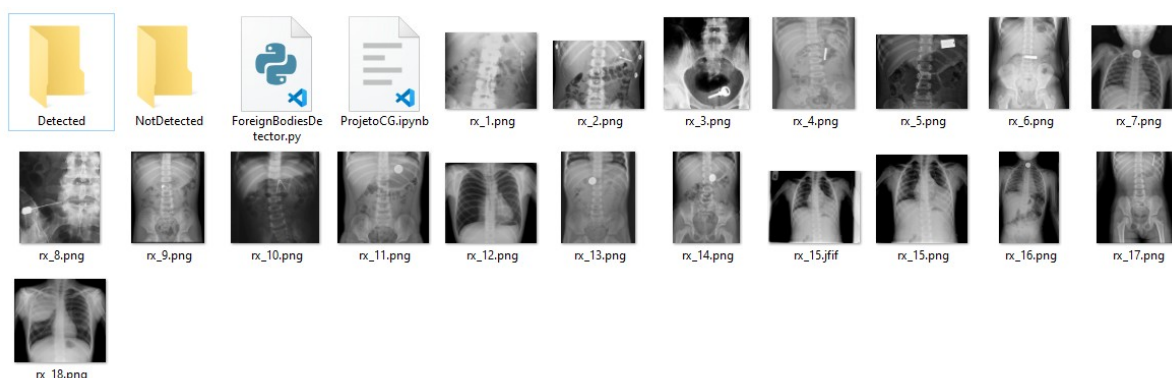 Detected
NotDetected
ForeignBodiesDe
tector.py
ProjetoCG.ipynb
rx_1.png
rx_2.png
rx_3.png
rx_4.png
rx_5.png
rx_6.png
rx_7.png
rx_8.png
rx_9.png
rx_10.png
rx_11.png
rx_12.png
rx_13.png
rx_14.png
rx_15.jfif
rx_15.png
rx_16.png
rx_17.png
rx_18.png